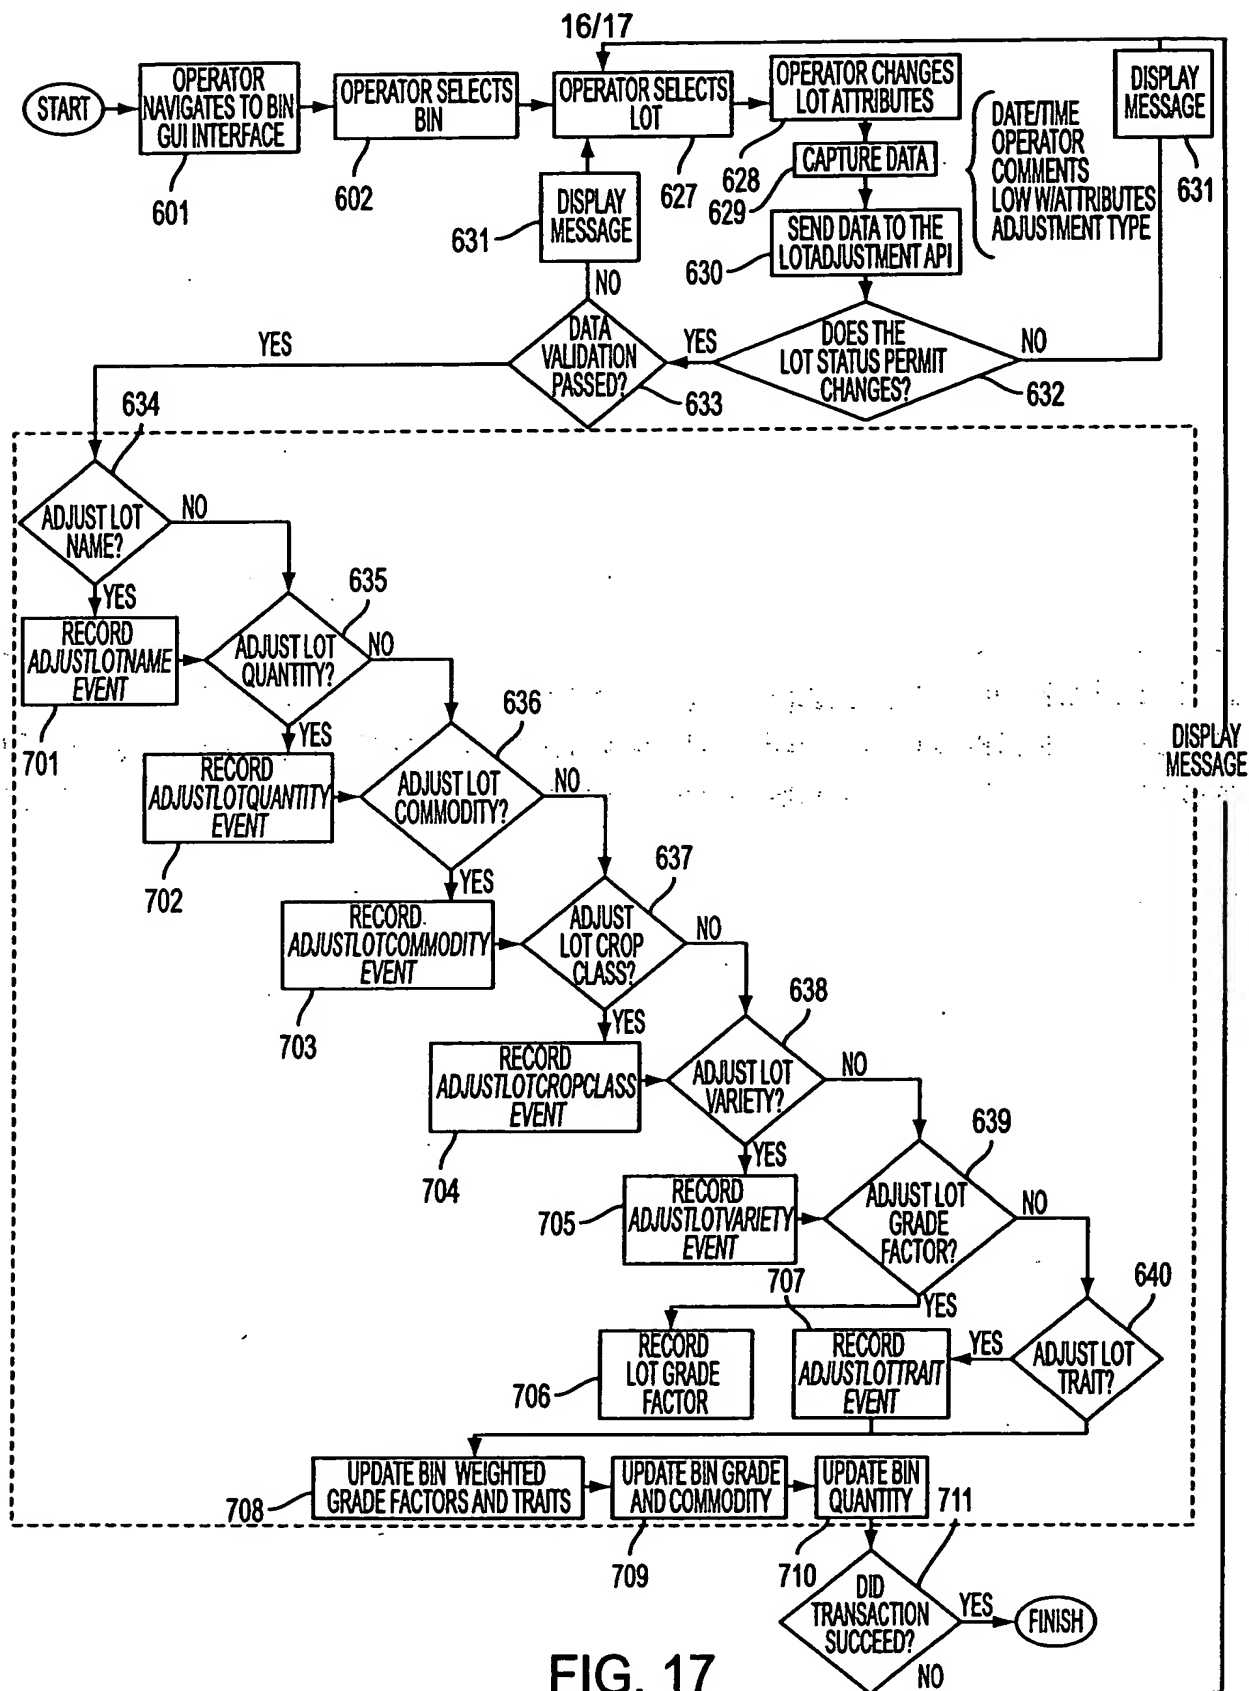 16/17
START
OPERATOR
NAVIGATES TO BIN
GUI INTERFACE
601
OPERATOR SELECTS
BIN
602
OPERATOR SELECTS
LOT
627
OPERATOR CHANGES
LOT ATTRIBUTES
628
CAPTURE DATA
629
DATE/TIME
OPERATOR
COMMENTS
LOW W/ATTRIBUTES
ADJUSTMENT TYPE
DISPLAY
MESSAGE
631
SEND DATA TO THE
LOTADJUSTMENT API
630
DISPLAY
MESSAGE
631
NO
DOES THE
LOT STATUS PERMIT
CHANGES?
632
NO
YES
DATA
VALIDATION
PASSED?
633
YES
634
ADJUST LOT
NAME?
NO
YES
RECORD
ADJUSTLOTNAME
EVENT
701
635
ADJUST LOT
QUANTITY?
NO
YES
RECORD
ADJUSTLOTQUANTITY
EVENT
702
636
ADJUST LOT
COMMODITY?
NO
YES
DISPLAY
MESSAGE
RECORD
ADJUSTLOTCOMMODITY
EVENT
703
637
ADJUST
LOT CROP
CLASS?
NO
YES
RECORD
ADJUSTLOTCROPCLASS
EVENT
704
638
ADJUST LOT
VARIETY?
NO
YES
RECORD
ADJUSTLOTVARIETY
EVENT
705
639
ADJUST LOT
GRADE
FACTOR?
NO
YES
RECORD
LOT GRADE
FACTOR
706
707
RECORD
ADJUSTLOTTRAIT
EVENT
YES
640
ADJUST LOT
TRAIT?
UPDATE BIN WEIGHTED
GRADE FACTORS AND TRAITS
708
UPDATE BIN GRADE
AND COMMODITY
709
UPDATE BIN
QUANTITY
710
711
DID
TRANSACTION
SUCCEED?
YES
FINISH
NO
FIG. 17